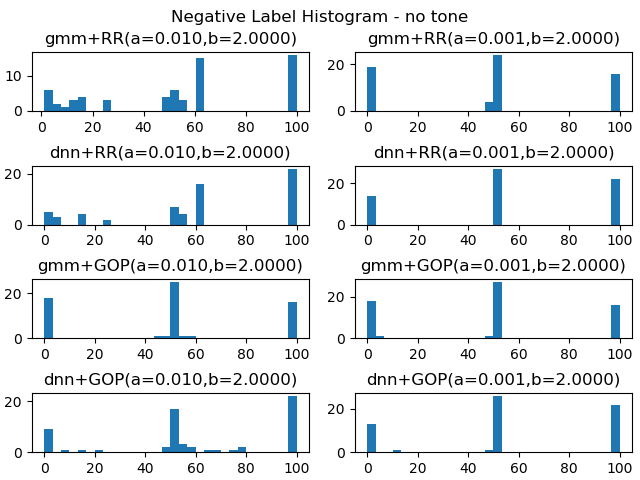 Negative Label Histogram - no tone
gmm+RR(a=0.010,b=2.0000) gmm+RR(a=0.001,b=2.0000)
10
0
0 20 40 60 80 100
20
0
0 20 40 60 80 100
dnn+RR(a=0.010,b=2.0000) dnn+RR(a=0.001,b=2.0000)
20
0
0 20 40 60 80 100
20
0
0 20 40 60 80 100
gmm+GOP(a=0.010,b=2.0000) gmm+GOP(a=0.001,b=2.0000)
20
0
0 20 40 60 80 100
20
0
0 20 40 60 80 100
dnn+GOP(a=0.010,b=2.0000) dnn+GOP(a=0.001,b=2.0000)
20
0
0 20 40 60 80 100
20
0
0 20 40 60 80 100